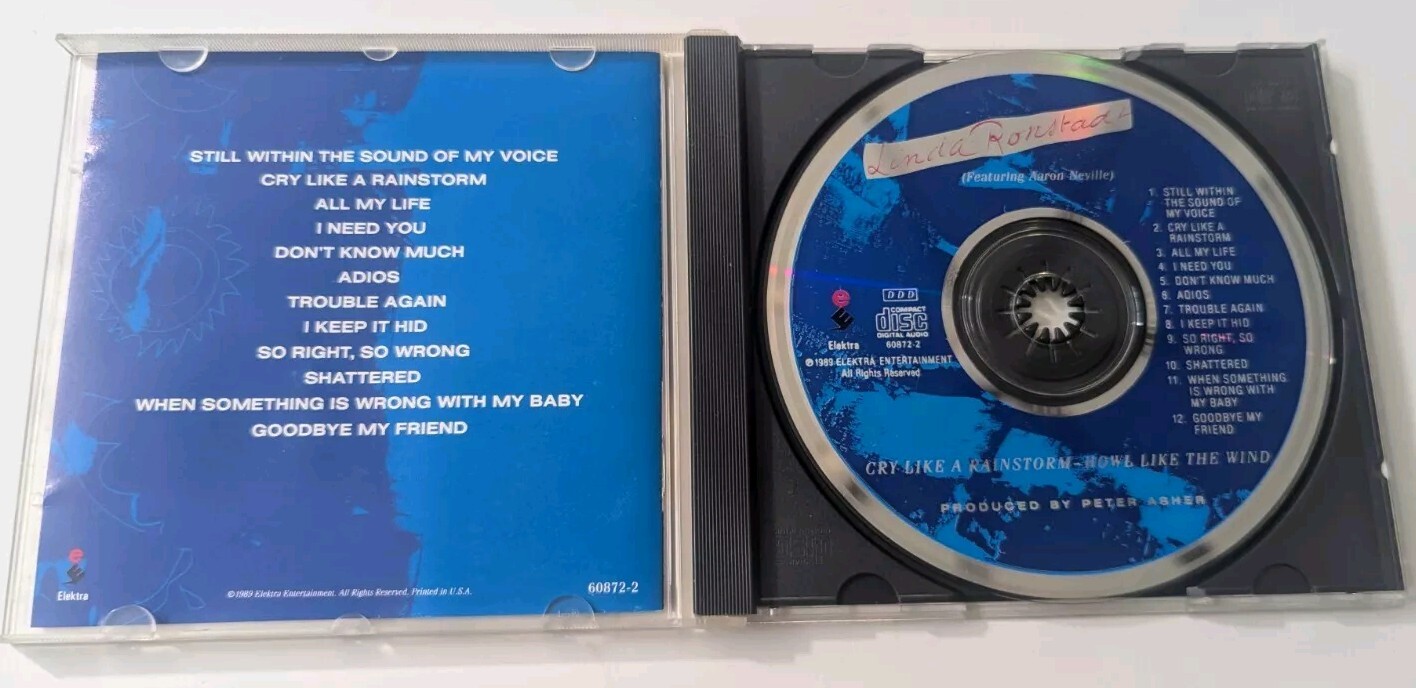 STILL WITHIN THE SOUND OF MY VOICE
CRY LIKE A RAINSTORM
ALL MY LIFE
I NEED YOU
DON'T KNOW MUCH
ADIOS
TROUBLE AGAIN
I KEEP IT HID
SO RIGHT, SO WRONG
SHATTERED
WHEN SOMETHING IS WRONG WITH MY BABY
GOODBYE MY FRIEND
e
Elektra
©1989 Elektra Entertainment. All Rights Reserved. Printed in U.S.A.
60872-2
Linda Ronstadt
(Featuring Aaron Neville)
1. STILL WITHIN
THE SOUND OF
MY VOICE
2. CRY LIKE A
RAINSTORM
3. ALL MY LIFE
4. I NEED YOU
5. DON'T KNOW MUCH
6. ADIOS
7. TROUBLE AGAIN
8. I KEEP IT HID
9. SO RIGHT, SO
WRONG
10. SHATTERED
11. WHEN SOMETHING
IS WRONG WITH
MY BABY
12. GOODBYE MY
FRIEND
e
Elektra
DDD
COMPACT
disc
DIGITAL AUDIO
60872-2
℗1989 ELEKTRA ENTERTAINMENT
All Rights Reserved
CRY LIKE A RAINSTORM-HOWL LIKE THE WIND
PRODUCED BY PETER ASHER